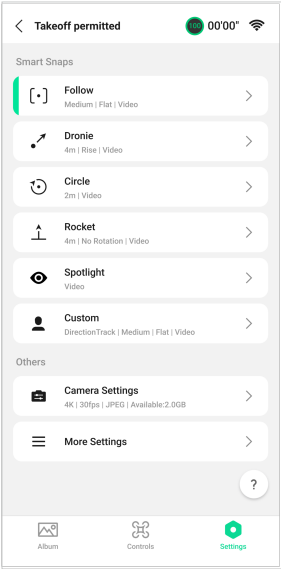 Takeoff permitted
100 00'00"
Smart Snaps
Follow
Medium | Flat | Video
Dronie
4m | Rise | Video
Circle
2m | Video
Rocket
4m | No Rotation | Video
Spotlight
Video
Custom
DirectionTrack | Medium | Flat | Video
Others
Camera Settings
4K | 30fps | JPEG | Available:2.0GB
More Settings
?
Album Controls Settings